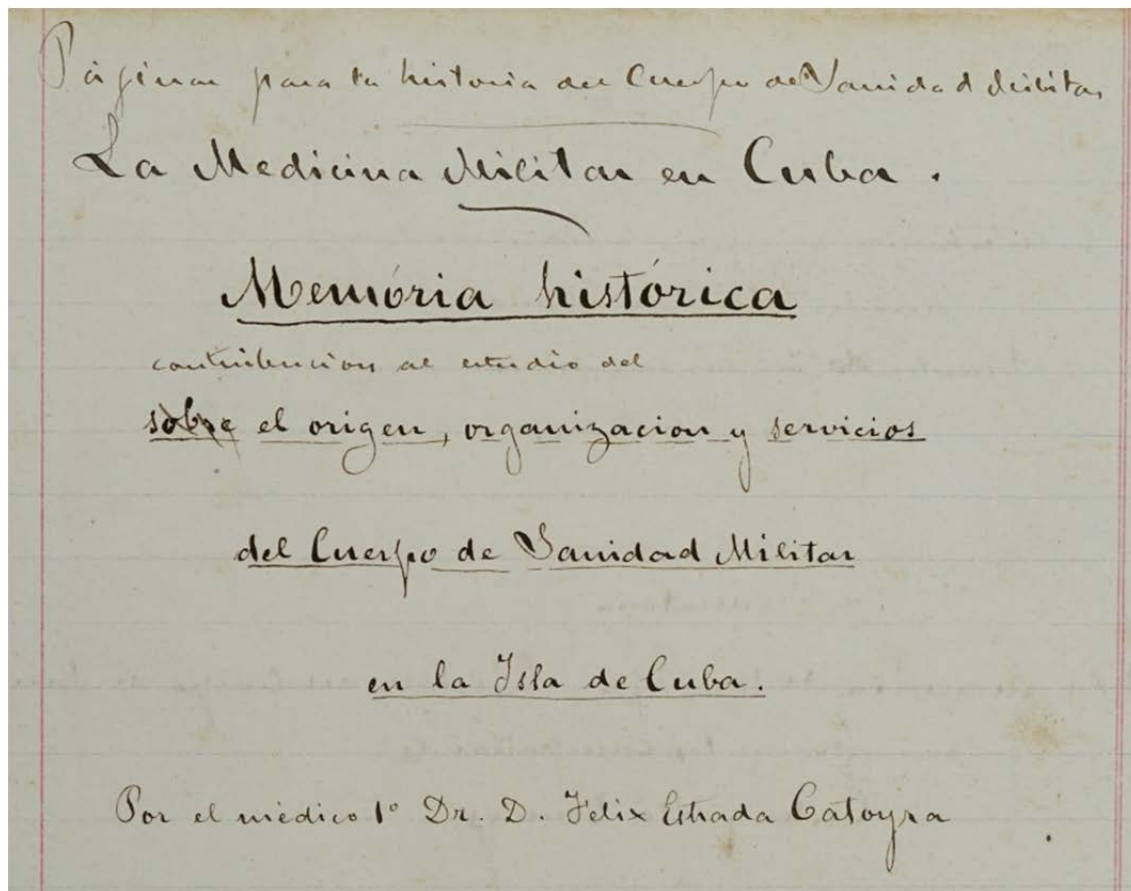 Páginas para la historia del Cuerpo de Sanidad Militar
La Medicina Militar en Cuba.
Memória histórica
contribucion al estudio del
sobre el origen, organizacion y servicios
del Cuerpo de Sanidad Militar
en la Isla de Cuba.
Por el médico 1º Dr. D. Felix Estrada Catoyra